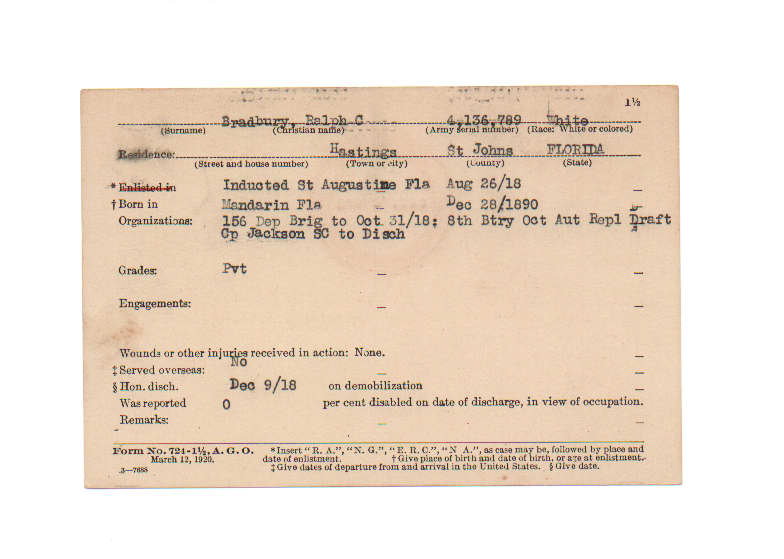 1½
Bradbury, Ralph C 4,136,789 White
(Surname) (Christian name) (Army serial number) (Race: White or colored)
Residence: Hastings St Johns FLORIDA
(Street and house number) (Town or city) (County) (State)
* Enlisted in Inducted St Augustine Fla Aug 26/18
† Born in Mandarin Fla Dec 28/1890
Organizations: 156 Dep Brig to Oct 31/18; 8th Btry Oct Aut Repl Draft
Cp Jackson SC to Disch
Grades: Pvt
Engagements:
Wounds or other injuries received in action: None.
‡ Served overseas: No
§ Hon. disch. Dec 9/18 on demobilization
Was reported 0 per cent disabled on date of discharge, in view of occupation.
Remarks:
Form No. 724-1½, A. G. O. *Insert "R. A.", "N. G.", "E. R. C.", "N A.", as case may be, followed by place and
March 12, 1920. date of enlistment. † Give place of birth and date of birth, or age at enlistment.
3—7688 ‡ Give dates of departure from and arrival in the United States. § Give date.